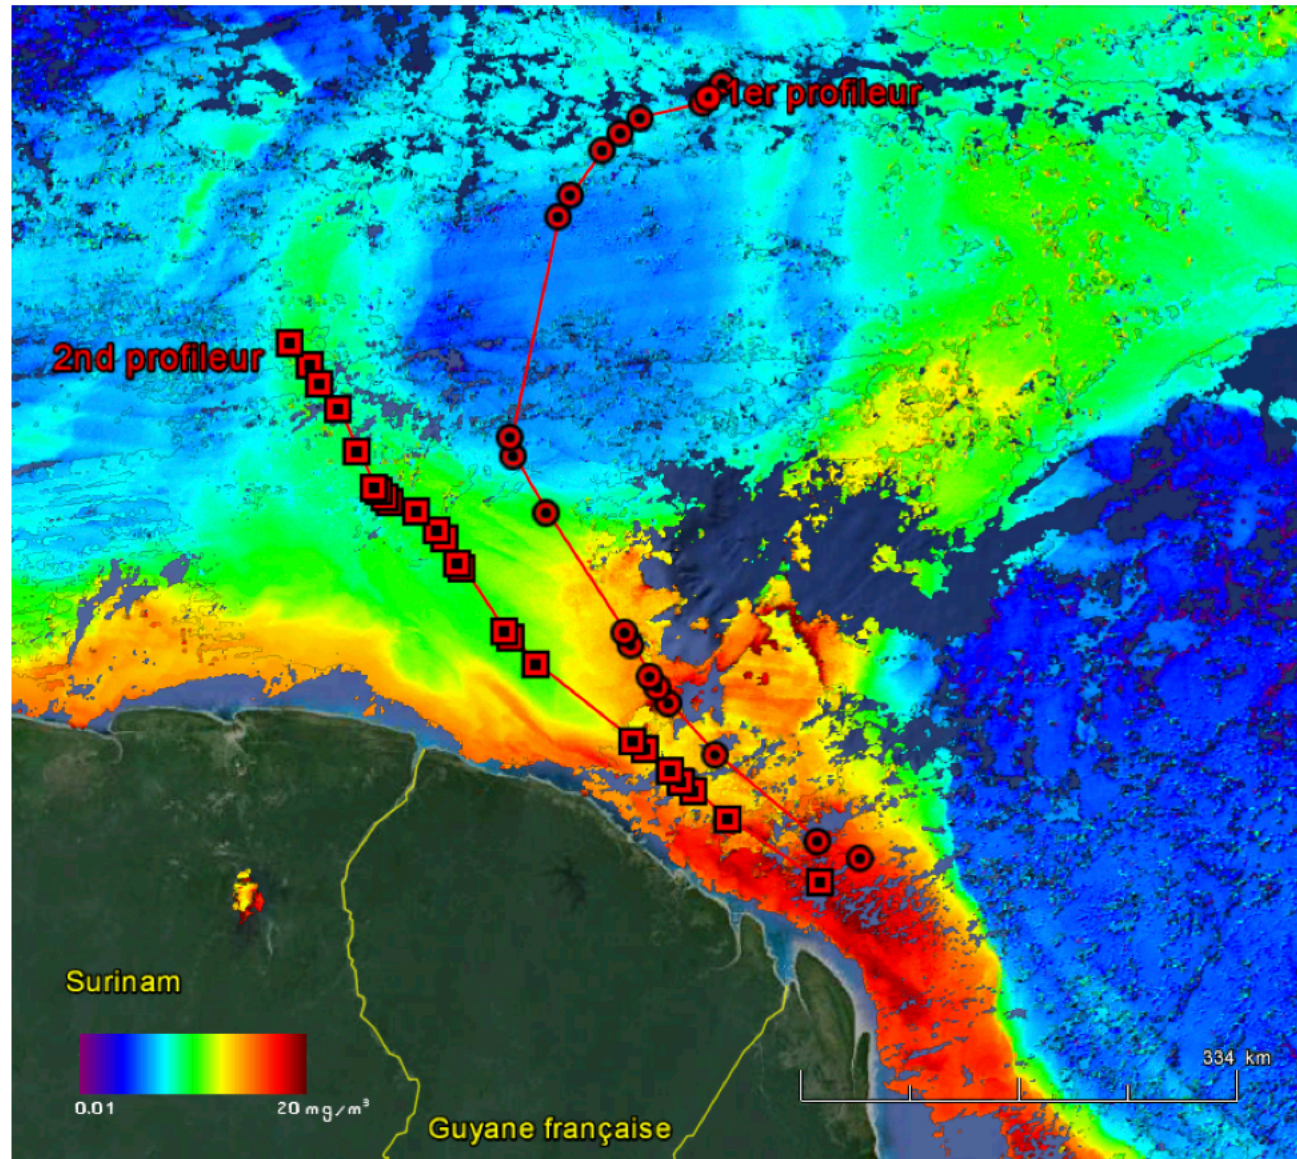 1er profileur
2nd profileur
Surinam
0.01
20 mg/m³
334 km
Guyane française